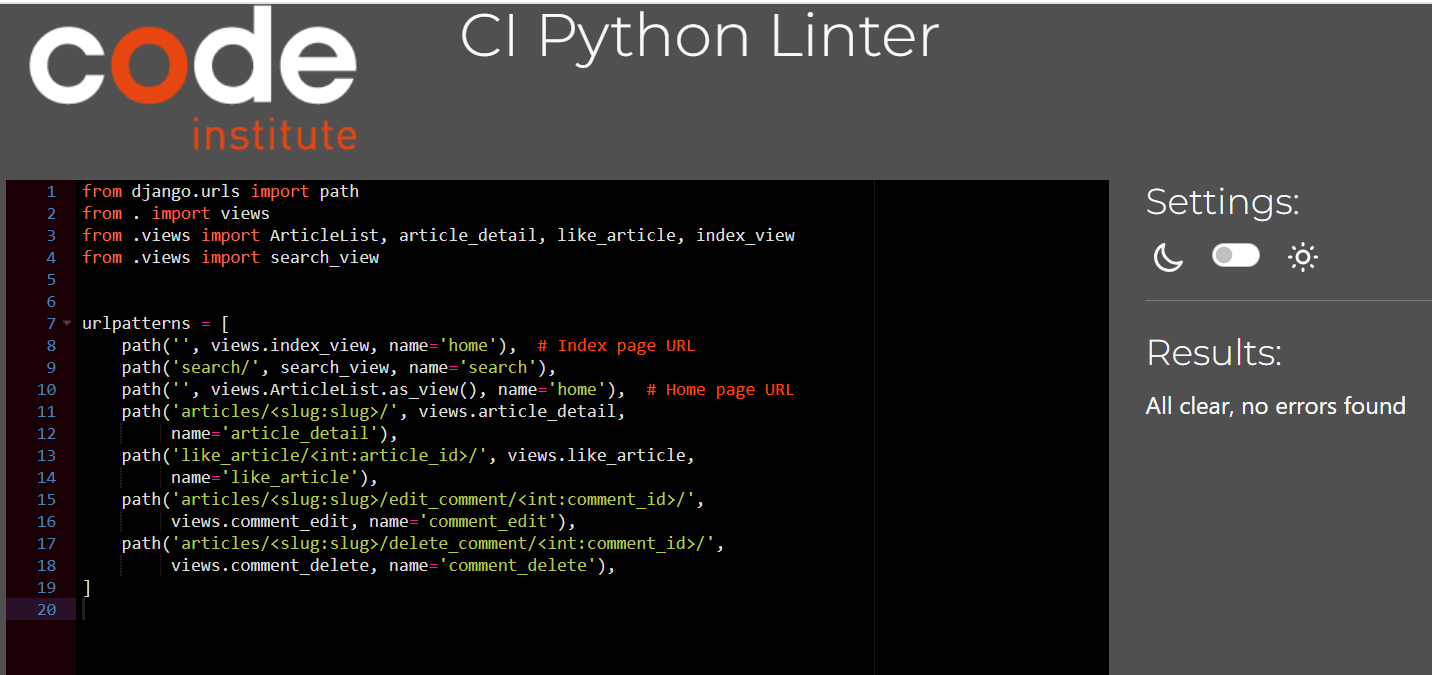 code
institute
CI Python Linter
1 from django.urls import path
2 from . import views
3 from .views import ArticleList, article_detail, like_article, index_view
4 from .views import search_view
5
6
7 urlpatterns = [
8     path('', views.index_view, name='home'),  # Index page URL
9     path('search/', search_view, name='search'),
10     path('', views.ArticleList.as_view(), name='home'),  # Home page URL
11     path('articles/<slug:slug>/', views.article_detail,
12          name='article_detail'),
13     path('like_article/<int:article_id>/', views.like_article,
14          name='like_article'),
15     path('articles/<slug:slug>/edit_comment/<int:comment_id>/',
16          views.comment_edit, name='comment_edit'),
17     path('articles/<slug:slug>/delete_comment/<int:comment_id>/',
18          views.comment_delete, name='comment_delete'),
19 ]
20
Settings:
Results:
All clear, no errors found